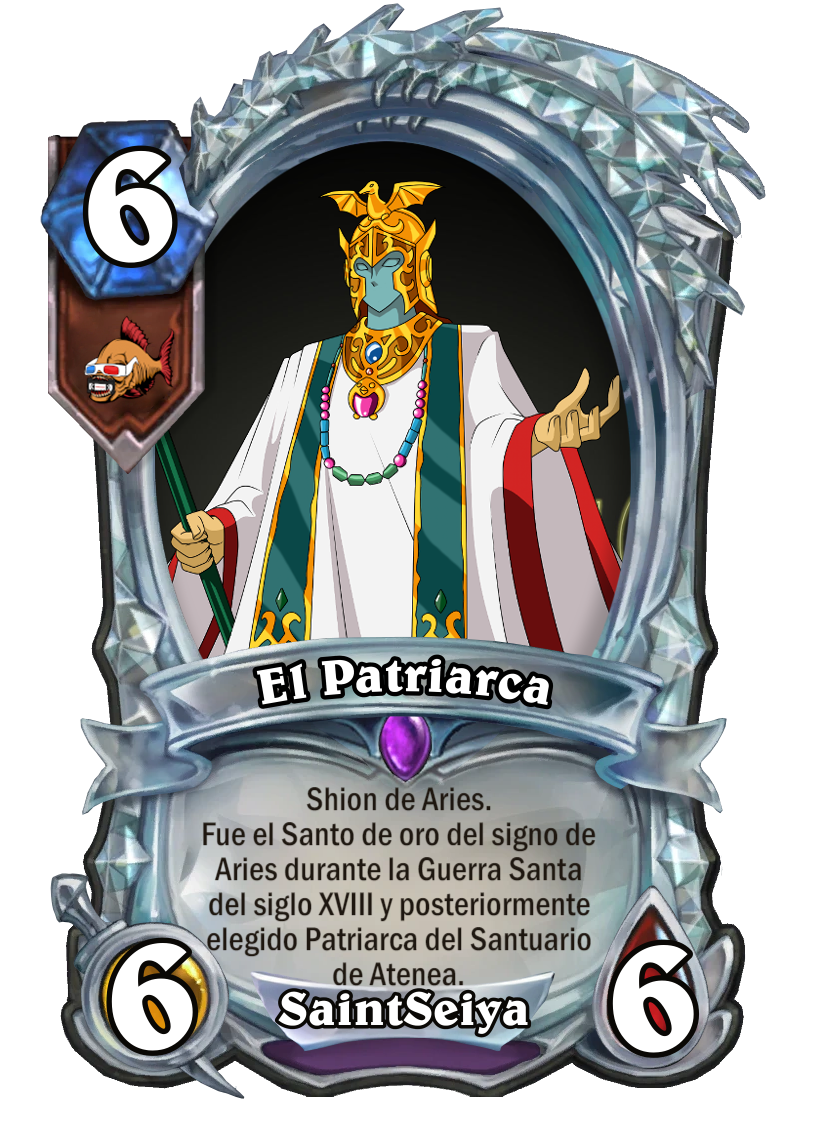 6
El Patriarca
Shion de Aries.
Fue el Santo de oro del signo de
Aries durante la Guerra Santa
del siglo XVIII y posteriormente
elegido Patriarca del Santuario
de Atenea.
6
SaintSeiya
6